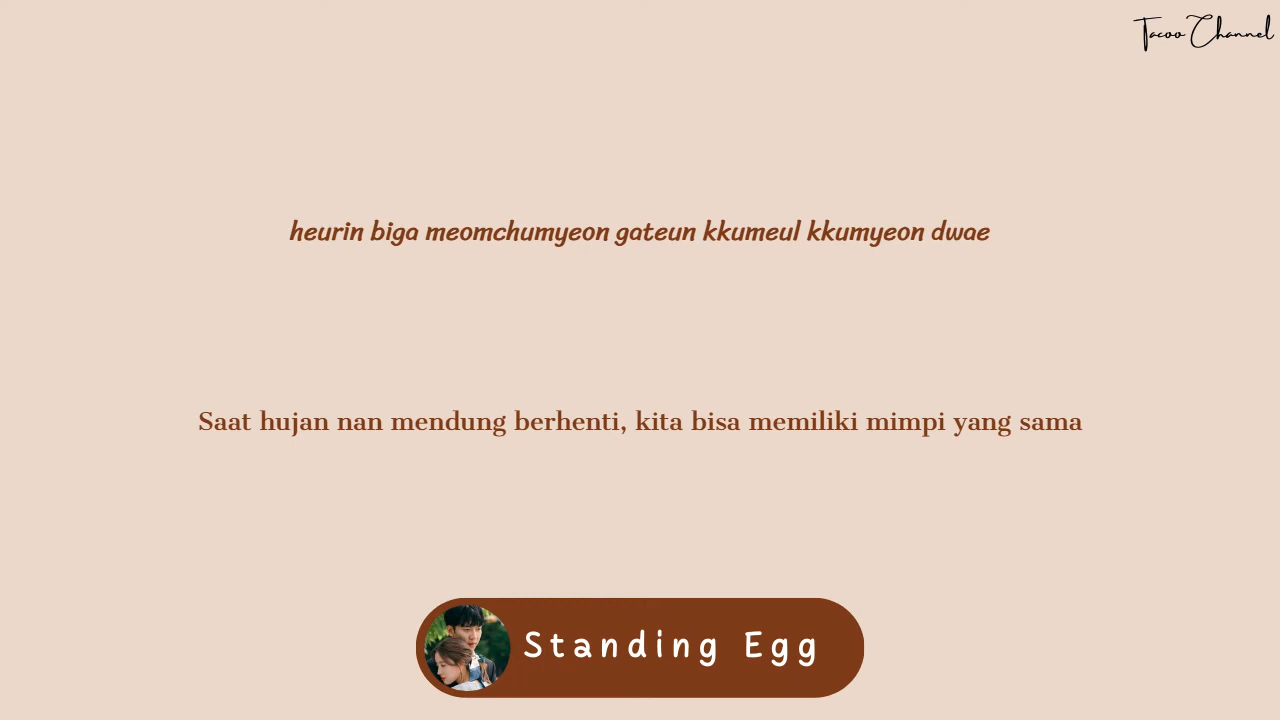 Tacoo Channel
heurin biga meomchumyeon gateun kkumeul kkumyeon dwae
Saat hujan nan mendung berhenti, kita bisa memiliki mimpi yang sama
Standing Egg